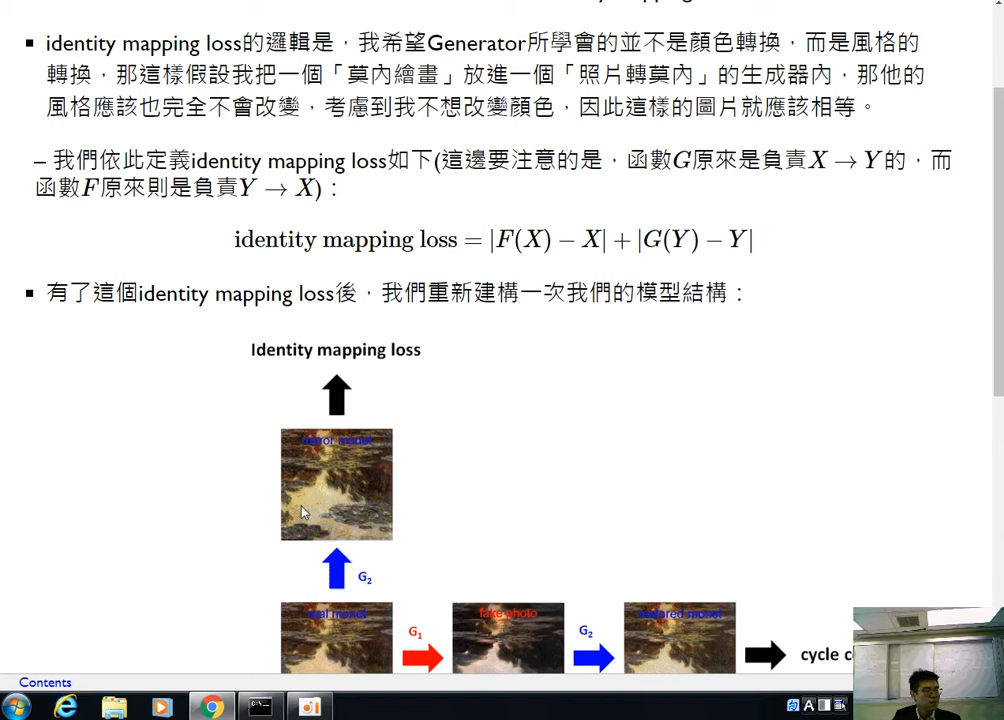 ▪ identity mapping loss的邏輯是，我希望Generator所學會的並不是顏色轉換，而是風格的
轉換，那這樣假設我把一個「莫內繪畫」放進一個「照片轉莫內」的生成器內，那他的
風格應該也完全不會改變，考慮到我不想改變顏色，因此這樣的圖片就應該相等。
– 我們依此定義identity mapping loss如下(這邊要注意的是，函數G原來是負責X → Y的，而
函數F原來則是負責Y → X)：
identity mapping loss = |F(X) − X| + |G(Y) − Y|
▪ 有了這個identity mapping loss後，我們重新建構一次我們的模型結構：
Identity mapping loss
mirror monet
G₂
real monet
G₁
fake photo
G₂
restored monet
cycle c
Contents
A